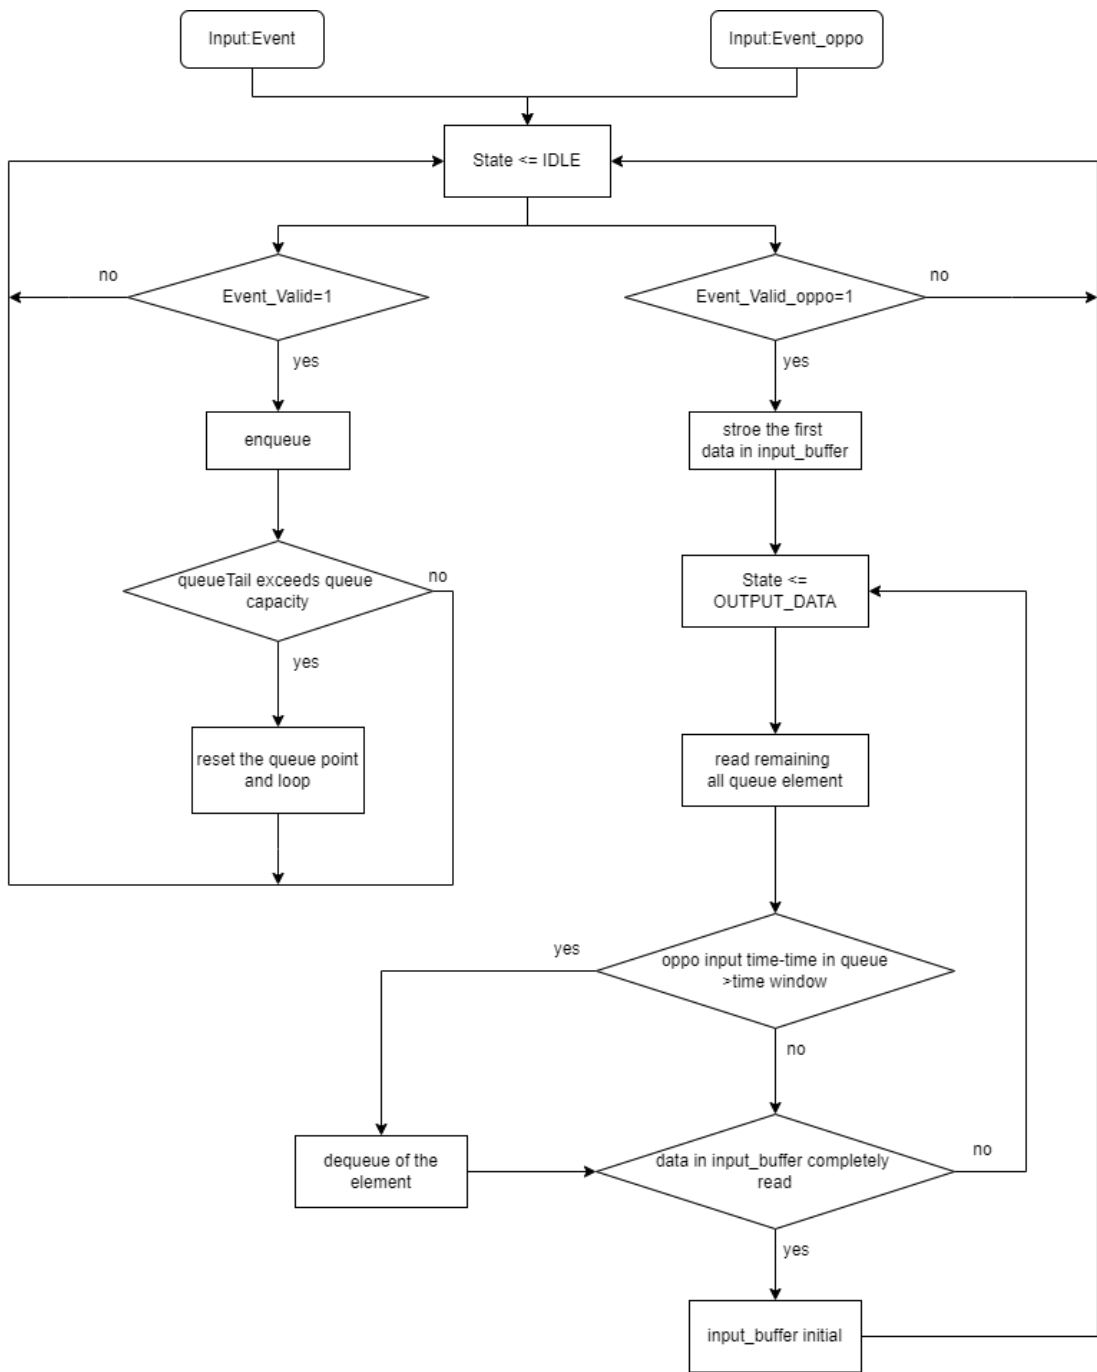 Input:Event
Input:Event_oppo
State <= IDLE
no
Event_Valid=1
Event_Valid_oppo=1
no
yes
yes
enqueue
stroe the first
data in input_buffer
queueTail exceeds queue
capacity
no
State <=
OUTPUT_DATA
yes
reset the queue point
and loop
read remaining
all queue element
yes
oppo input time-time in queue
>time window
no
dequeue of the
element
data in input_buffer completely
read
no
yes
input_buffer initial